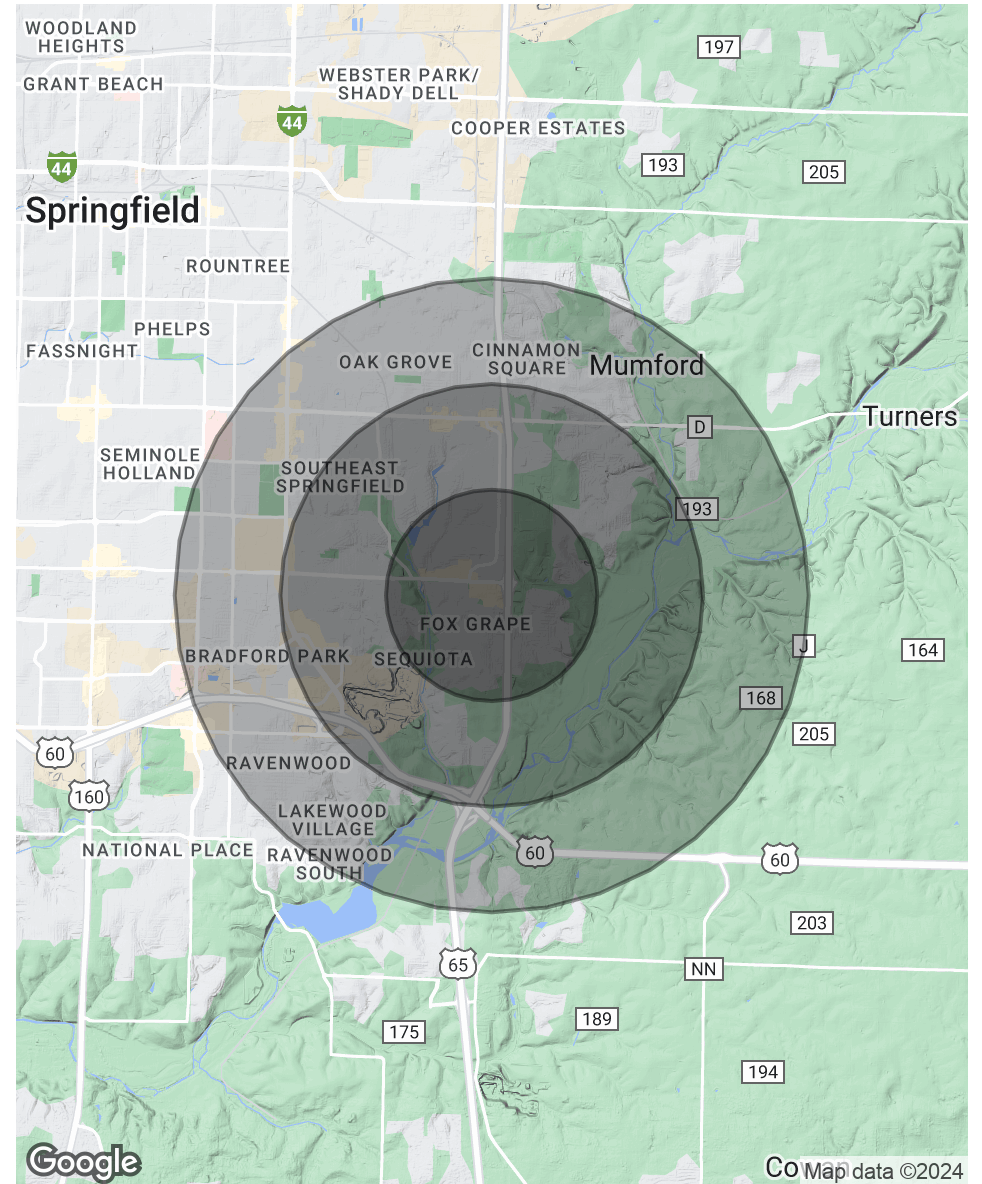 WOODLAND
HEIGHTS
197
GRANT BEACH
WEBSTER PARK/
SHADY DELL
44
COOPER ESTATES
44
193
205
Springfield
ROUNTREE
PHELPS
FASSNIGHT
OAK GROVE
CINNAMON
SQUARE
Mumford
Turners
D
SEMINOLE
HOLLAND
SOUTHEAST
SPRINGFIELD
193
FOX GRAPE
BRADFORD PARK
SEQUIOTA
J
164
168
205
60
RAVENWOOD
160
LAKEWOOD
VILLAGE
NATIONAL PLACE
RAVENWOOD
SOUTH
60
60
203
65
NN
175
189
194
Google
Map data ©2024